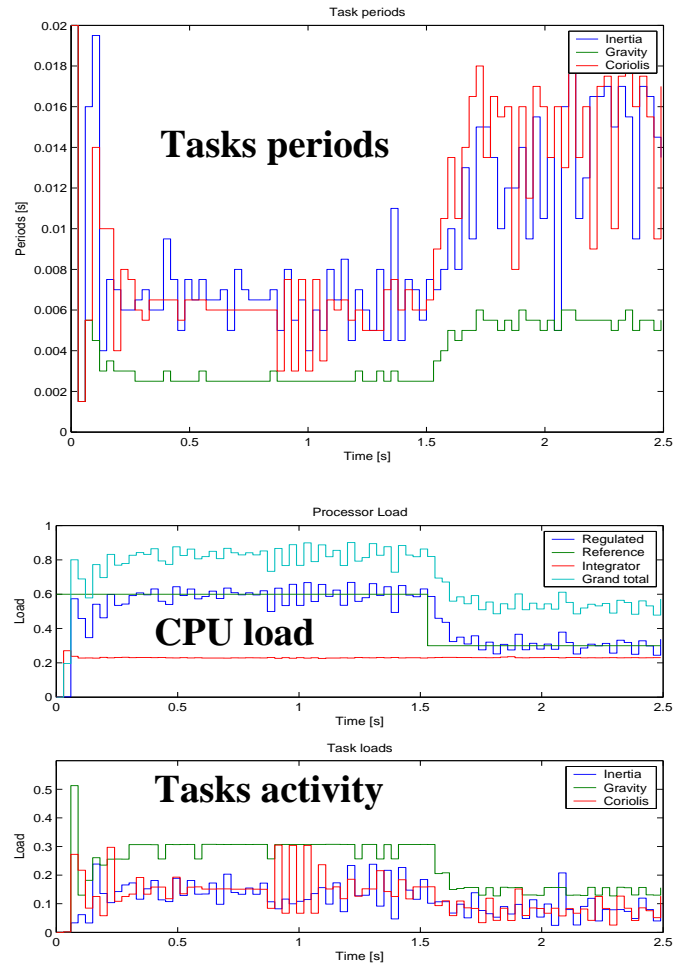 Task periods
0.02
0.018
0.016
0.014
0.012
0.01
0.008
0.006
0.004
0.002
0
Periods [s]
Inertia
Gravity
Coriolis
Tasks periods
0 0.5 1 1.5 2 2.5
Time [s]
Processor Load
1
0.8
0.6
0.4
0.2
0
Load
Regulated
Reference
Integrator
Grand total
CPU load
0 0.5 1 1.5 2 2.5
Time [s]
Task loads
0.5
0.4
0.3
0.2
0.1
0
Load
Inertia
Gravity
Coriolis
Tasks activity
0 0.5 1 1.5 2 2.5
Time [s]